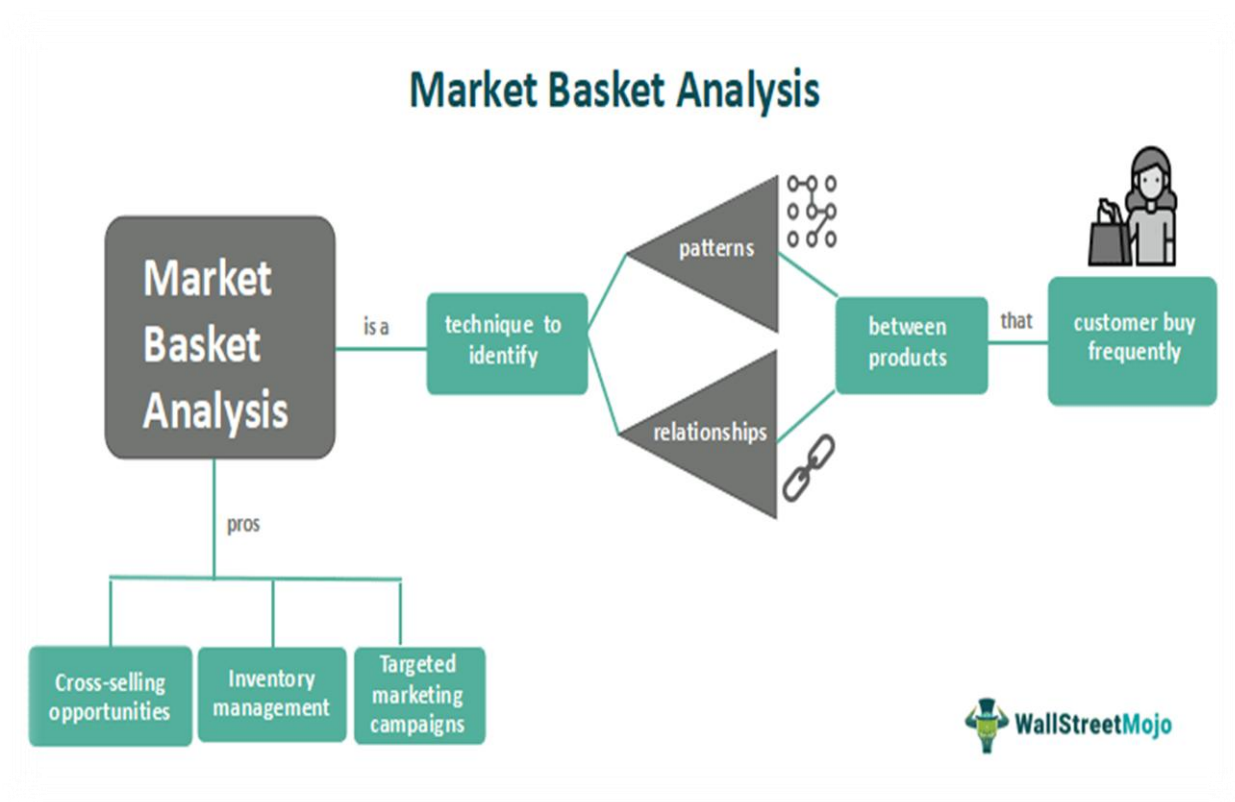 Market Basket Analysis
Market
Basket
Analysis
is a
technique to
identify
patterns
relationships
between
products
that
customer buy
frequently
pros
Cross-selling
opportunities
Inventory
management
Targeted
marketing
campaigns
WallStreetMojo